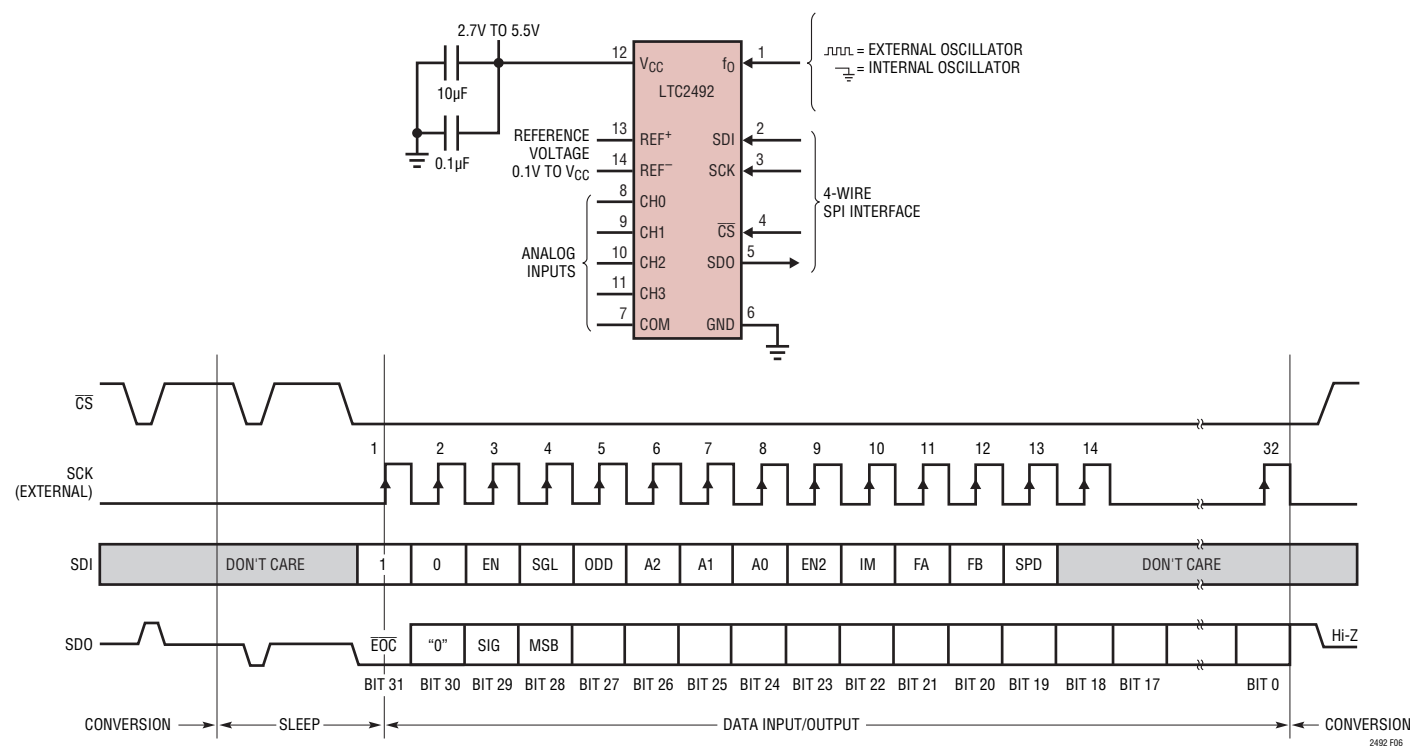 2.7V TO 5.5V
10µF
0.1µF
REFERENCE
VOLTAGE
0.1V TO VCC
ANALOG
INPUTS
12
13
14
8
9
10
11
7
VCC
LTC2492
REF+
REF–
CH0
CH1
CH2
CH3
COM
fO
SDI
SCK
CS
SDO
GND
1
2
3
4
5
6
= EXTERNAL OSCILLATOR
= INTERNAL OSCILLATOR
4-WIRE
SPI INTERFACE
CS
SCK
(EXTERNAL)
1 2 3 4 5 6 7 8 9 10 11 12 13 14 32
SDI
DON'T CARE 1 0 EN SGL ODD A2 A1 A0 EN2 IM FA FB SPD DON'T CARE
SDO
EOC "0" SIG MSB Hi-Z
BIT 31 BIT 30 BIT 29 BIT 28 BIT 27 BIT 26 BIT 25 BIT 24 BIT 23 BIT 22 BIT 21 BIT 20 BIT 19 BIT 18 BIT 17 BIT 0
CONVERSION SLEEP DATA INPUT/OUTPUT CONVERSION
2492 F06